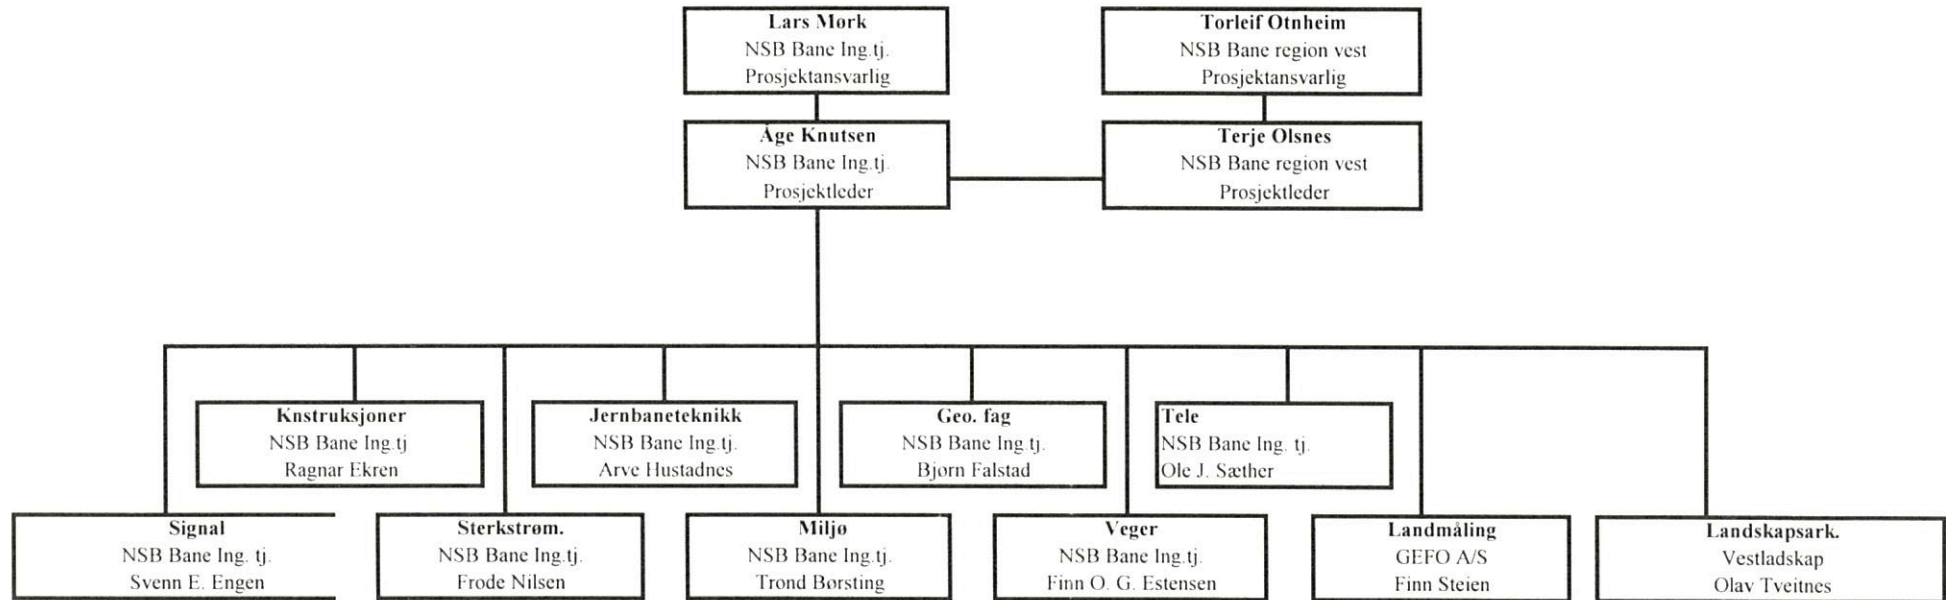 Lars Mørk
NSB Bane Ing.tj.
Prosjektansvarlig
Torleif Otnheim
NSB Bane region vest
Prosjektansvarlig
Åge Knutsen
NSB Bane Ing.tj.
Prosjektleder
Terje Olsnes
NSB Bane region vest
Prosjektleder
Knstruksjoner
NSB Bane Ing.tj
Ragnar Ekren
Jernbaneteknikk
NSB Bane Ing.tj.
Arve Hustadnes
Geo. fag
NSB Bane Ing.tj.
Bjørn Falstad
Tele
NSB Bane Ing. tj.
Ole J. Sæther
Signal
NSB Bane Ing. tj.
Svenn E. Engen
Sterkstrøm.
NSB Bane Ing.tj.
Frode Nilsen
Miljø
NSB Bane Ing.tj.
Trond Børsting
Veger
NSB Bane Ing.tj.
Finn O. G. Estensen
Landmåling
GEFO A/S
Finn Steien
Landskapsark.
Vestladskap
Olav Tveitnes